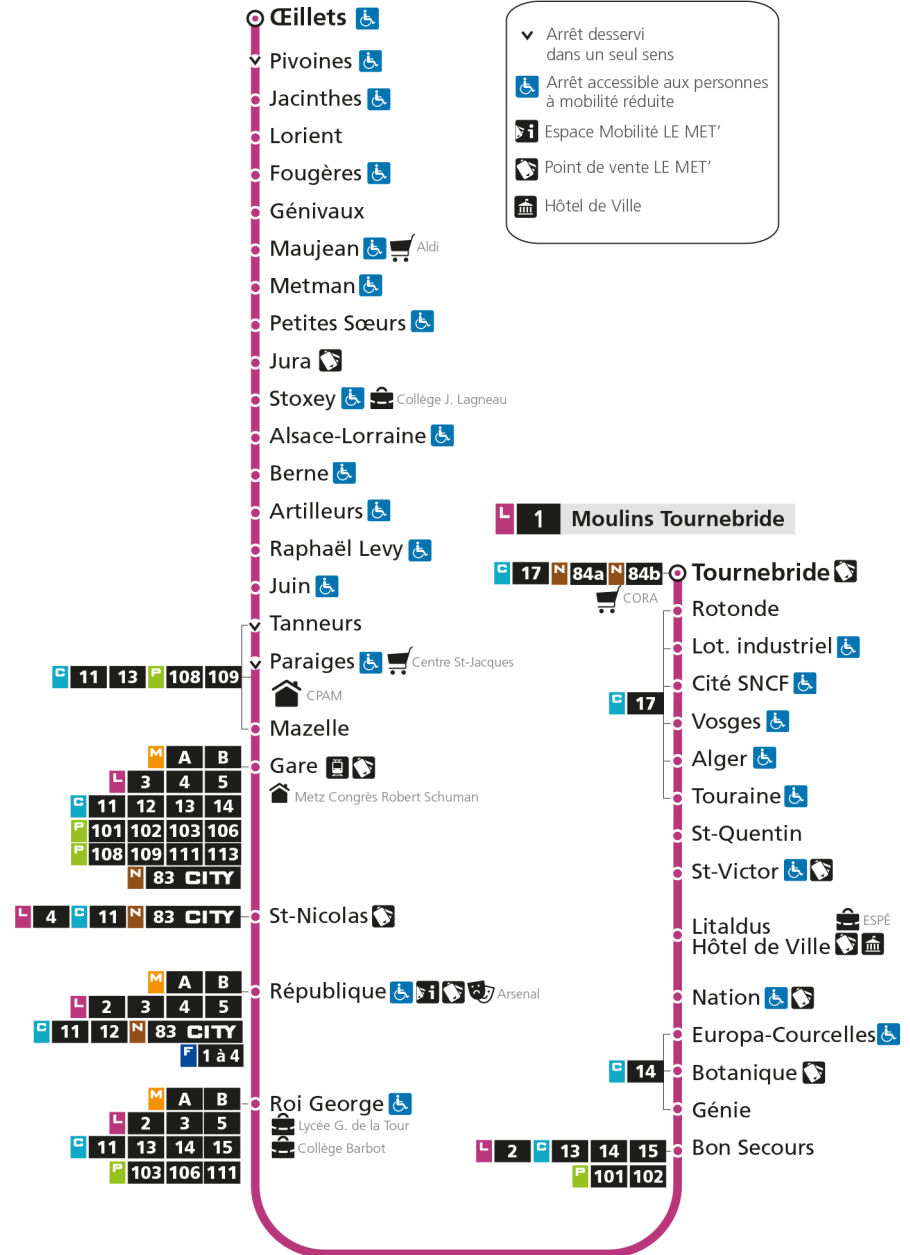 Œillets
Pivoines
Jacinthes
Lorient
Fougères
Génivaux
Maujean Aldi
Metman
Petites Sœurs
Jura
Stoxey Collège J. Lagneau
Alsace-Lorraine
Berne
Artilleurs
Raphaël Levy
Juin
Tanneurs
Paraiges Centre St-Jacques
C 11 13 P 108 109
CPAM
Mazelle
M A B
Gare
L 3 4 5
Metz Congrès Robert Schuman
C 11 12 13 14
P 101 102 103 106
P 108 109 111 113
N 83 CITY
L 4 C 11 N 83 CITY St-Nicolas
M A B
République Arsenal
L 2 3 4 5
C 11 12 N 83 CITY
F 1 à 4
M A B Roi George
L 2 3 5 Lycée G. de la Tour
C 11 13 14 15 Collège Barbot
P 103 106 111
Arrêt desservi
dans un seul sens
Arrêt accessible aux personnes
à mobilité réduite
i Espace Mobilité LE MET'
Point de vente LE MET'
Hôtel de Ville
L 1 Moulins Tournebride
C 17 N 84a N 84b Tournebride
CORA
Rotonde
Lot. industriel
Cité SNCF
C 17
Vosges
Alger
Touraine
St-Quentin
St-Victor
Litaldus ESPÉ
Hôtel de Ville
Nation
Europa-Courcelles
C 14 Botanique
Génie
L 2 C 13 14 15 Bon Secours
P 101 102